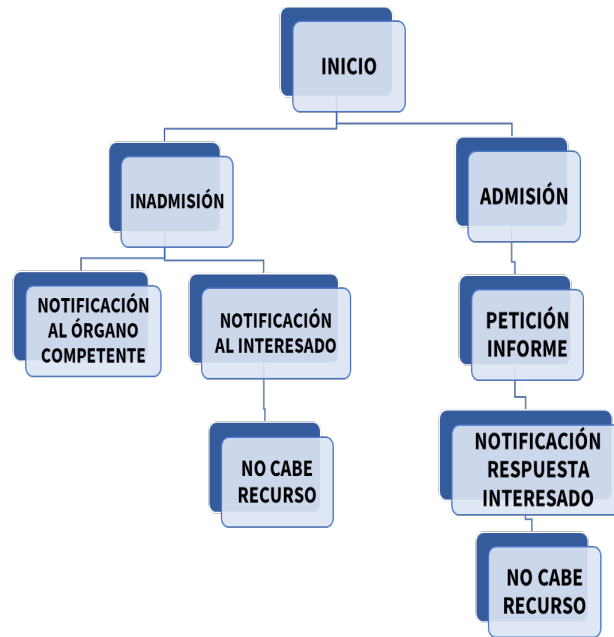 INICIO
INADMISIÓN
ADMISIÓN
NOTIFICACIÓN
AL ÓRGANO
COMPETENTE
NOTIFICACIÓN
AL INTERESADO
PETICIÓN
INFORME
NO CABE
RECURSO
NOTIFICACIÓN
RESPUESTA
INTERESADO
NO CABE
RECURSO